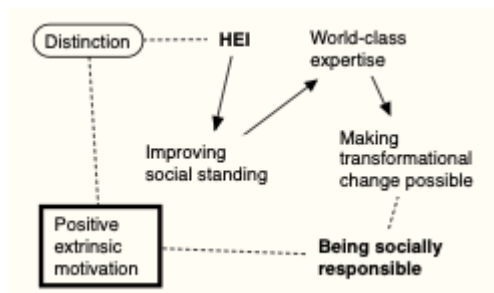 Distinction
HEI
World-class
expertise
Improving
social standing
Making
transformational
change possible
Positive
extrinsic
motivation
Being socially
responsible